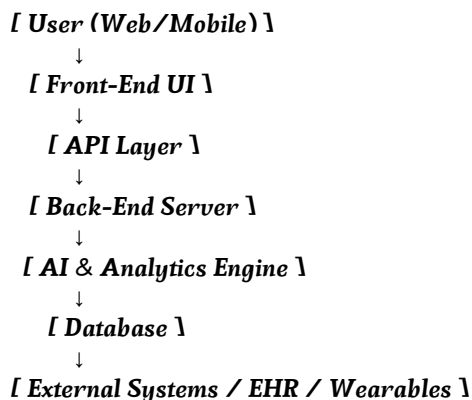 [ User (Web/Mobile) ]
↓
[ Front-End UI ]
↓
[ API Layer ]
↓
[ Back-End Server ]
↓
[ AI & Analytics Engine ]
↓
[ Database ]
↓
[ External Systems / EHR / Wearables ]